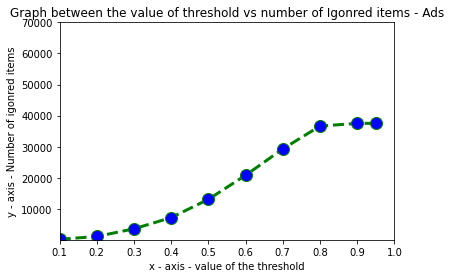 Graph between the value of threshold vs number of Igonred items - Ads
70000
60000
50000
40000
30000
20000
10000
y - axis - Number of igonred items
0.1 0.2 0.3 0.4 0.5 0.6 0.7 0.8 0.9 1.0
x - axis - value of the threshold